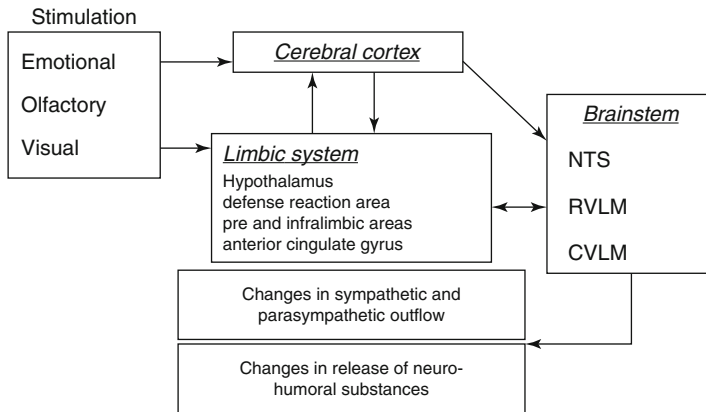 Stimulation
Emotional
Olfactory
Visual
Cerebral cortex
Limbic system
Hypothalamus
defense reaction area
pre and infralimbic areas
anterior cingulate gyrus
Brainstem
NTS
RVLM
CVLM
Changes in sympathetic and
parasympathetic outflow
Changes in release of neuro-
humoral substances